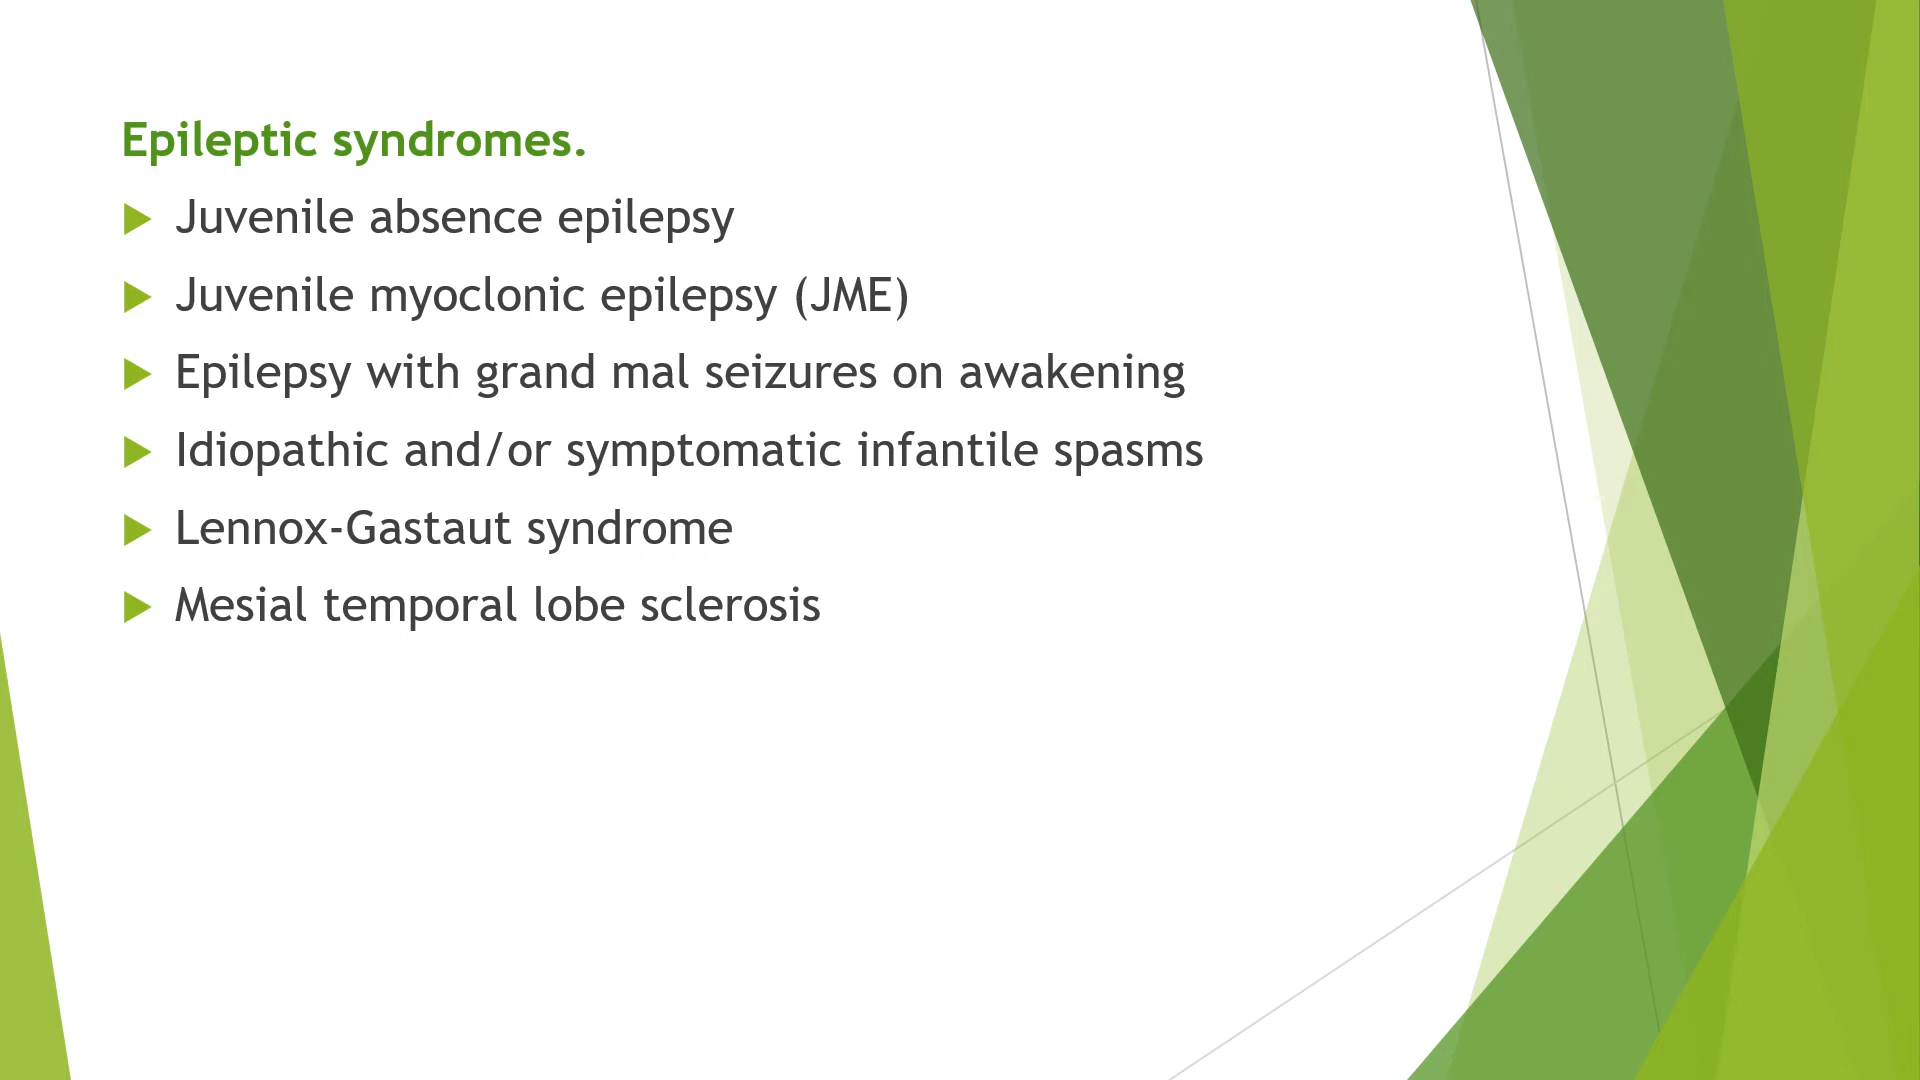 Epileptic syndromes.
Juvenile absence epilepsy
Juvenile myoclonic epilepsy (JME)
Epilepsy with grand mal seizures on awakening
Idiopathic and/or symptomatic infantile spasms
Lennox-Gastaut syndrome
Mesial temporal lobe sclerosis